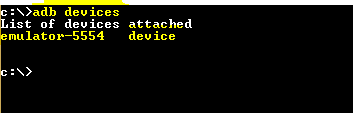 c:\>adb devices
List of devices attached
emulator-5554   device
c:\>